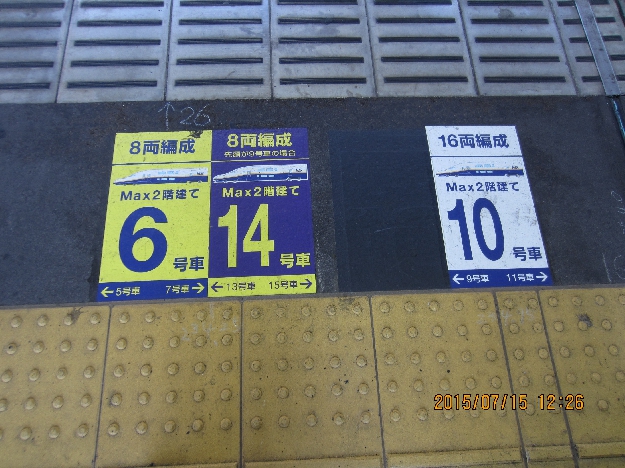 ↑26
8両編成
Max2階建て
6号車
←5号車 7号車→
8両編成
先頭が9号車の場合
Max2階建て
14号車
←13号車 15号車→
16両編成
Max2階建て
10号車
←9号車 11号車→
2015/07/15 12:26